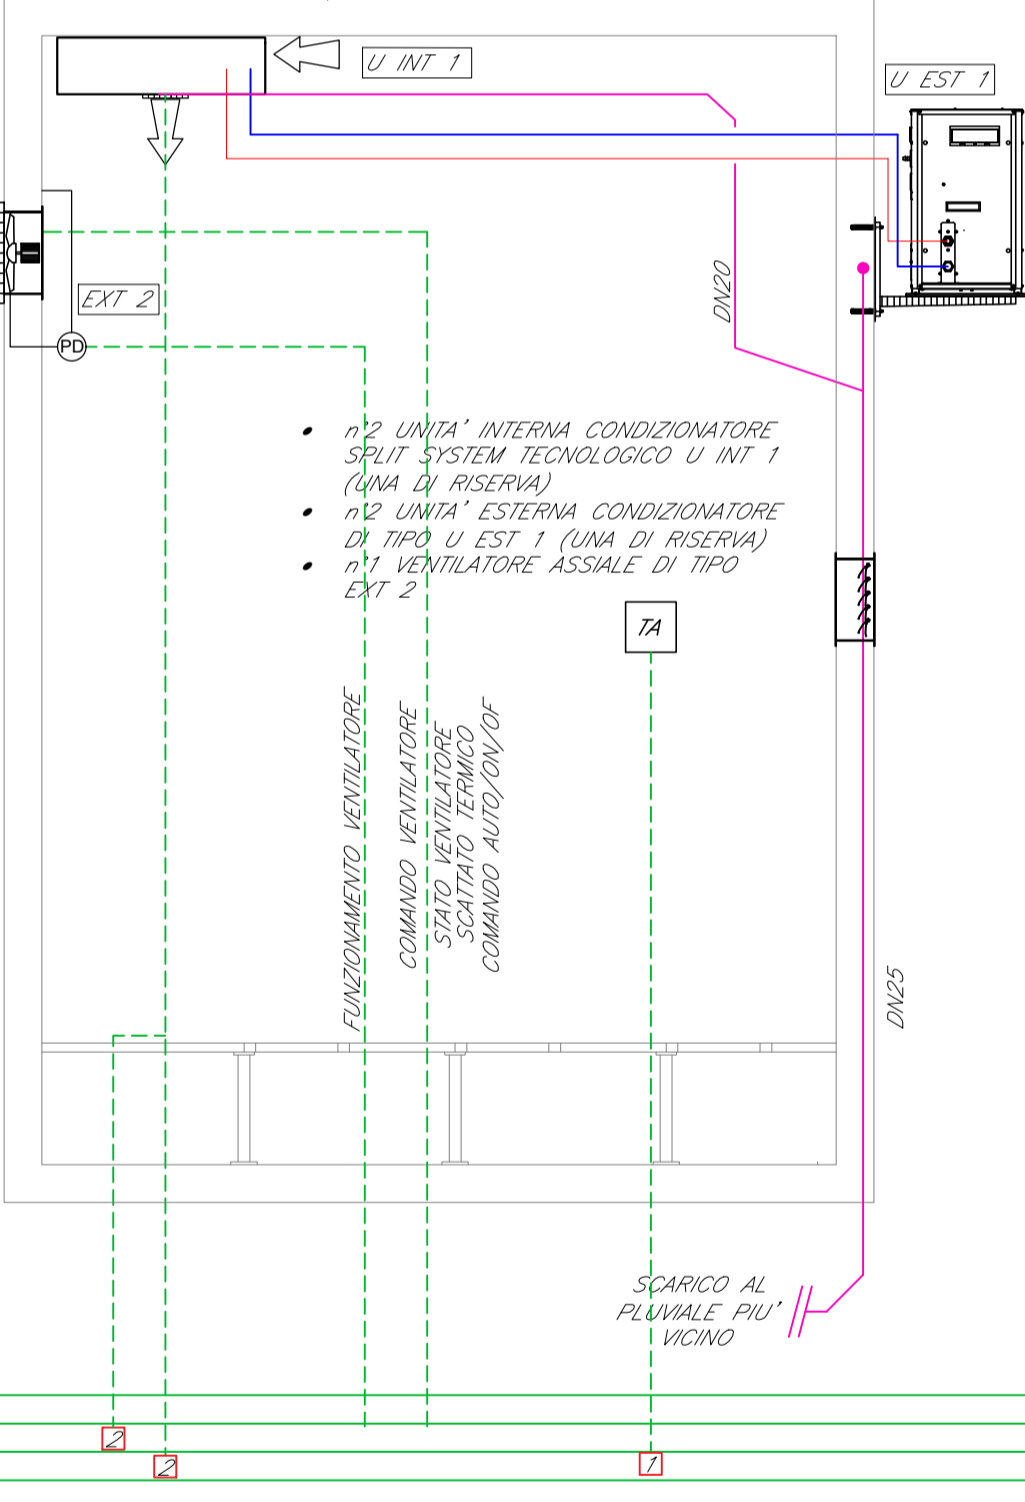 U INT 1
U EST 1
EXT 2
PD
DN20
• n°2 UNITA' INTERNA CONDIZIONATORE
SPLIT SYSTEM TECNOLOGICO U INT 1
(UNA DI RISERVA)
• n°2 UNITA' ESTERNA CONDIZIONATORE
DI TIPO U EST 1 (UNA DI RISERVA)
• n°1 VENTILATORE ASSIALE DI TIPO
EXT 2
TA
FUNZIONAMENTO VENTILATORE
COMANDO VENTILATORE
STATO VENTILATORE
SCATTATO TERMICO
COMANDO AUTO/ON/OF
DN25
SCARICO AL
PLUVIALE PIU'
VICINO
2
2
1